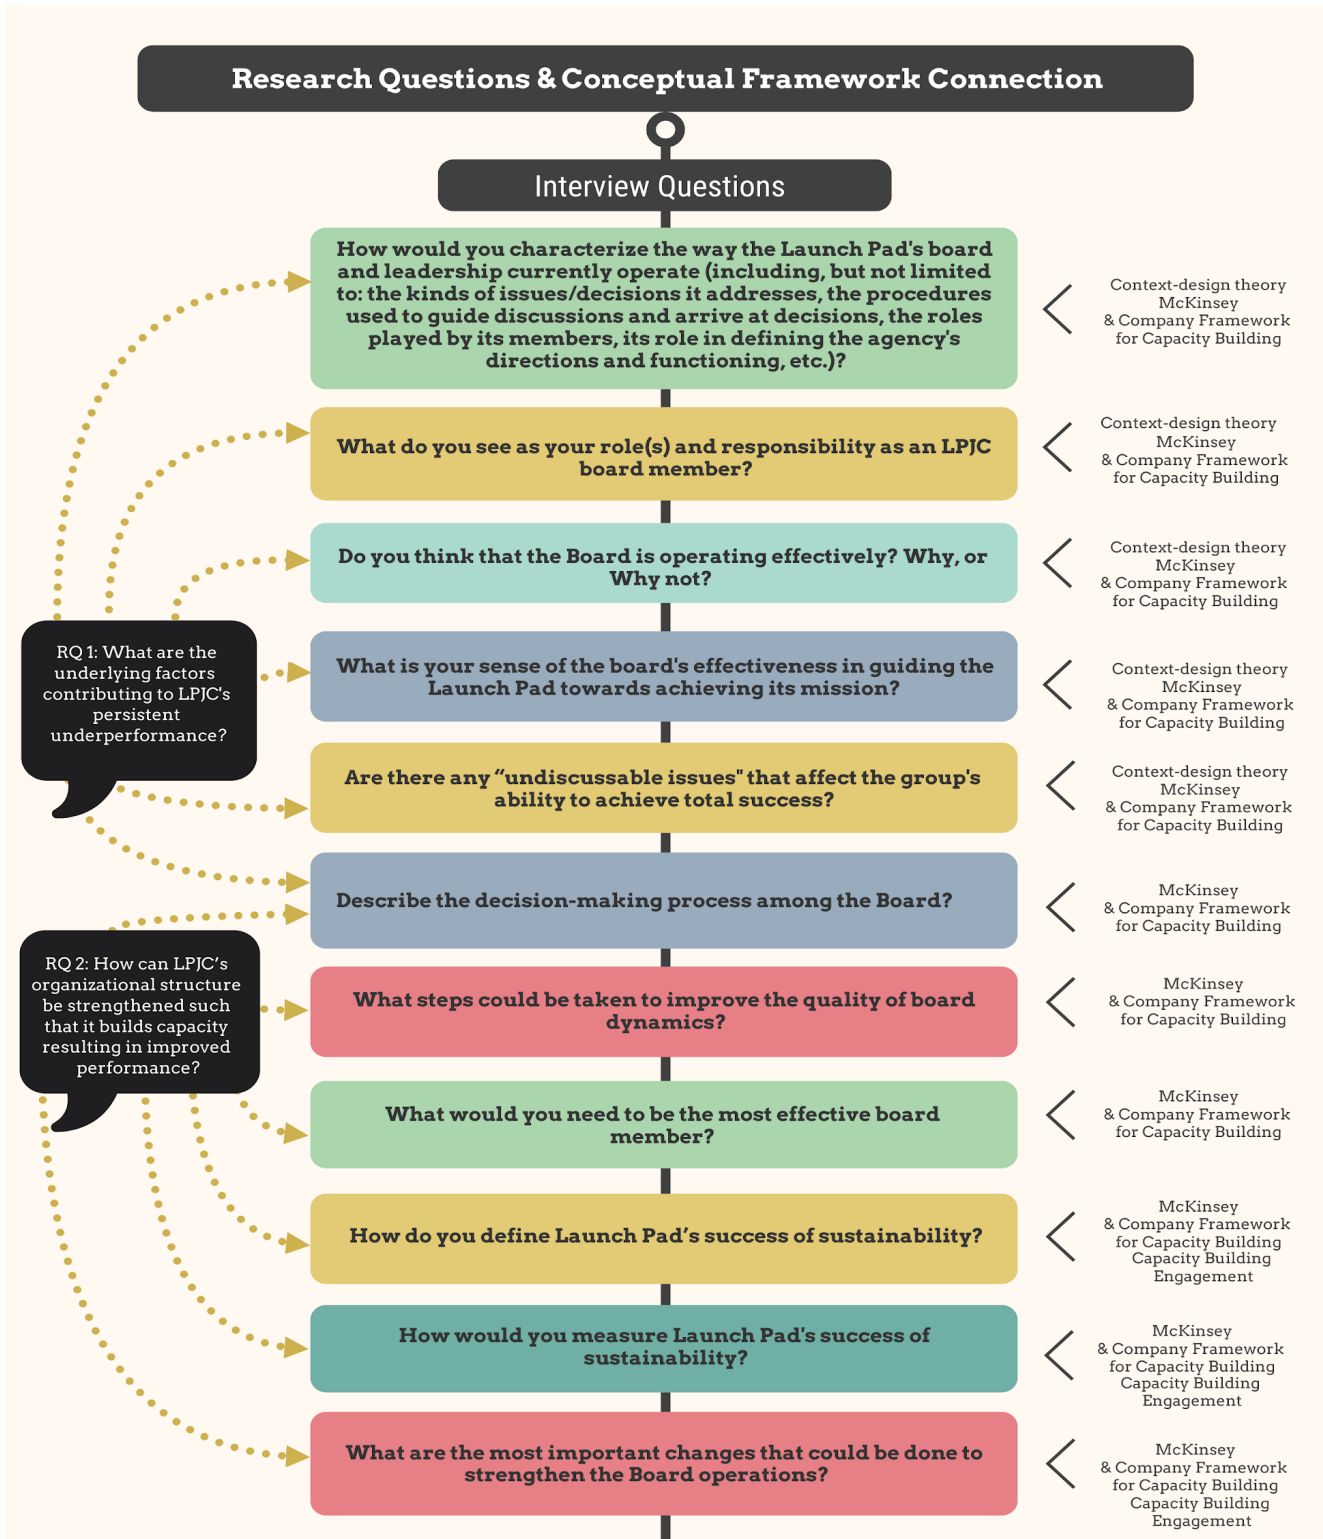 Research Questions & Conceptual Framework Connection
Interview Questions
How would you characterize the way the Launch Pad's board
and leadership currently operate (including, but not limited
to: the kinds of issues/decisions it addresses, the procedures
used to guide discussions and arrive at decisions, the roles
played by its members, its role in defining the agency's
directions and functioning, etc.)?
Context-design theory
McKinsey
& Company Framework
for Capacity Building
What do you see as your role(s) and responsibility as an LPJC
board member?
Context-design theory
McKinsey
& Company Framework
for Capacity Building
Do you think that the Board is operating effectively? Why, or
Why not?
Context-design theory
McKinsey
& Company Framework
for Capacity Building
RQ 1: What are the
underlying factors
contributing to LPJC's
persistent
underperformance?
What is your sense of the board's effectiveness in guiding the
Launch Pad towards achieving its mission?
Context-design theory
McKinsey
& Company Framework
for Capacity Building
Are there any “undiscussable issues" that affect the group's
ability to achieve total success?
Context-design theory
McKinsey
& Company Framework
for Capacity Building
Describe the decision-making process among the Board?
McKinsey
& Company Framework
for Capacity Building
RQ 2: How can LPJC’s
organizational structure
be strengthened such
that it builds capacity
resulting in improved
performance?
What steps could be taken to improve the quality of board
dynamics?
McKinsey
& Company Framework
for Capacity Building
What would you need to be the most effective board
member?
McKinsey
& Company Framework
for Capacity Building
How do you define Launch Pad’s success of sustainability?
McKinsey
& Company Framework
for Capacity Building
Capacity Building
Engagement
How would you measure Launch Pad's success of
sustainability?
McKinsey
& Company Framework
for Capacity Building
Capacity Building
Engagement
What are the most important changes that could be done to
strengthen the Board operations?
McKinsey
& Company Framework
for Capacity Building
Capacity Building
Engagement